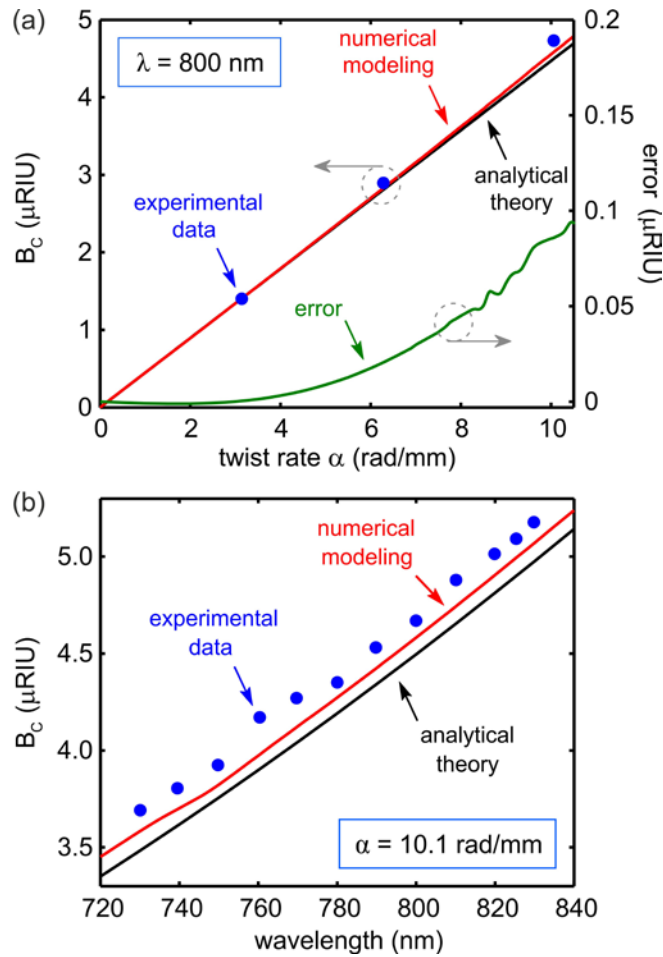 (a)
λ = 800 nm
numerical
modeling
experimental
data
analytical
theory
error
B_C (μRIU)
5
4
3
2
1
0
error (μRIU)
0.2
0.1
0.05
0
0 2 4 6 8 10
twist rate α (rad/mm)
(b)
numerical
modeling
experimental
data
analytical
theory
α = 10.1 rad/mm
B_C (μRIU)
5.0
4.5
4.0
3.5
720 740 760 780 800 820 840
wavelength (nm)